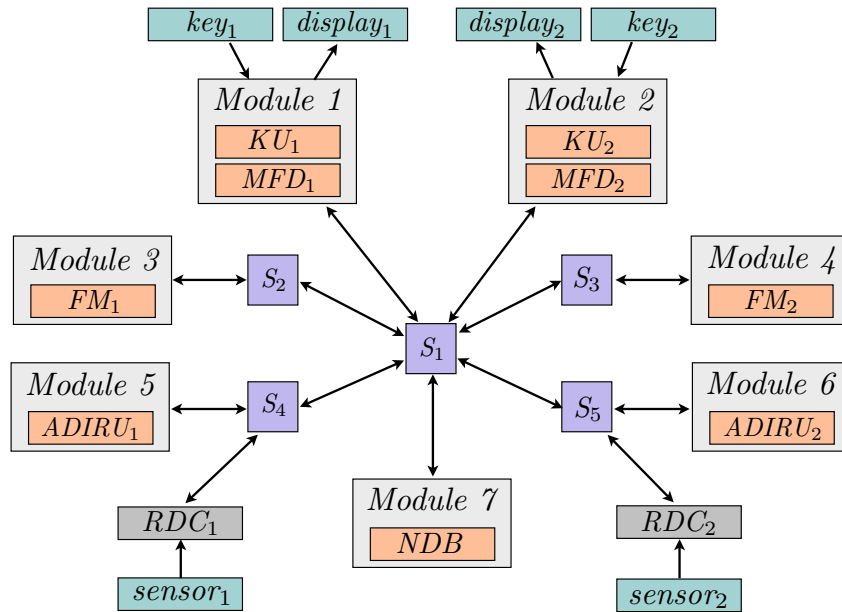 key₁ display₁ display₂ key₂
Module 1 Module 2
KU₁ KU₂
MFD₁ MFD₂
Module 3 S₂ S₃ Module 4
FM₁ FM₂
S₁
Module 5 S₄ S₅ Module 6
ADIRU₁ ADIRU₂
Module 7
RDC₁ RDC₂
NDB
sensor₁ sensor₂